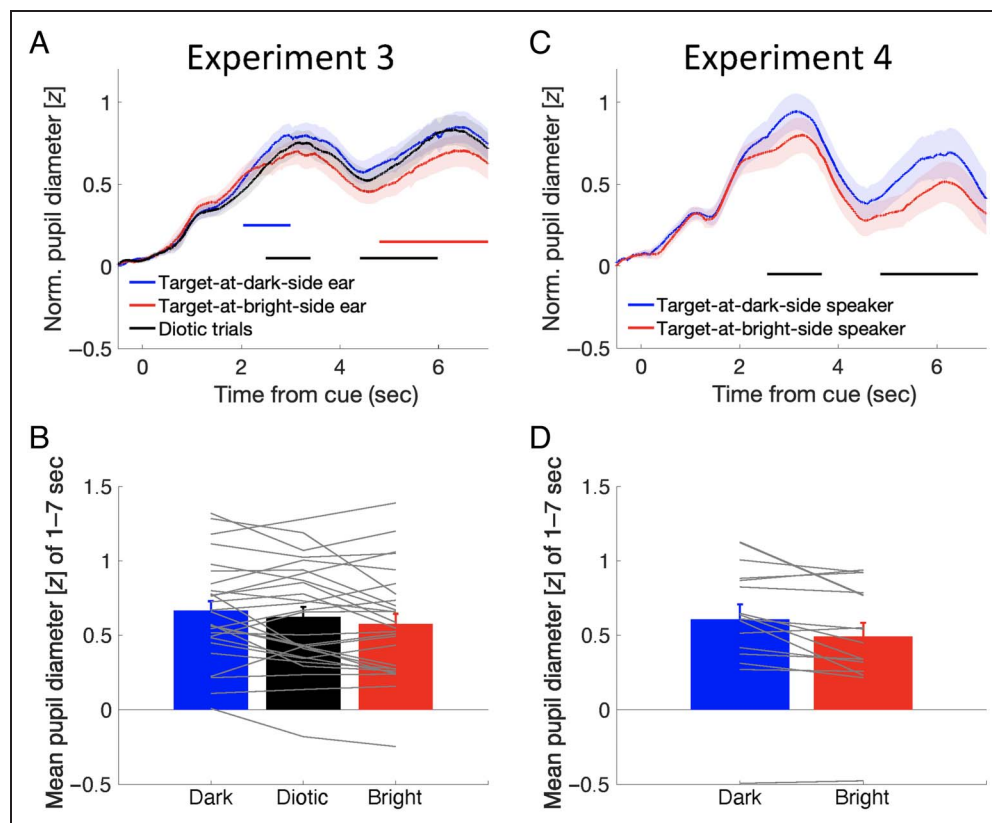 A
Experiment 3
Norm. pupil diameter [z]
1
0.5
0
−0.5
Target-at-dark-side ear
Target-at-bright-side ear
Diotic trials
0
2
4
6
Time from cue (sec)
C
Experiment 4
Norm. pupil diameter [z]
1
0.5
0
−0.5
Target-at-dark-side speaker
Target-at-bright-side speaker
0
2
4
6
Time from cue (sec)
B
Mean pupil diameter [z] of 1–7 sec
1.5
1
0.5
0
−0.5
Dark
Diotic
Bright
D
Mean pupil diameter [z] of 1–7 sec
1.5
1
0.5
0
−0.5
Dark
Bright